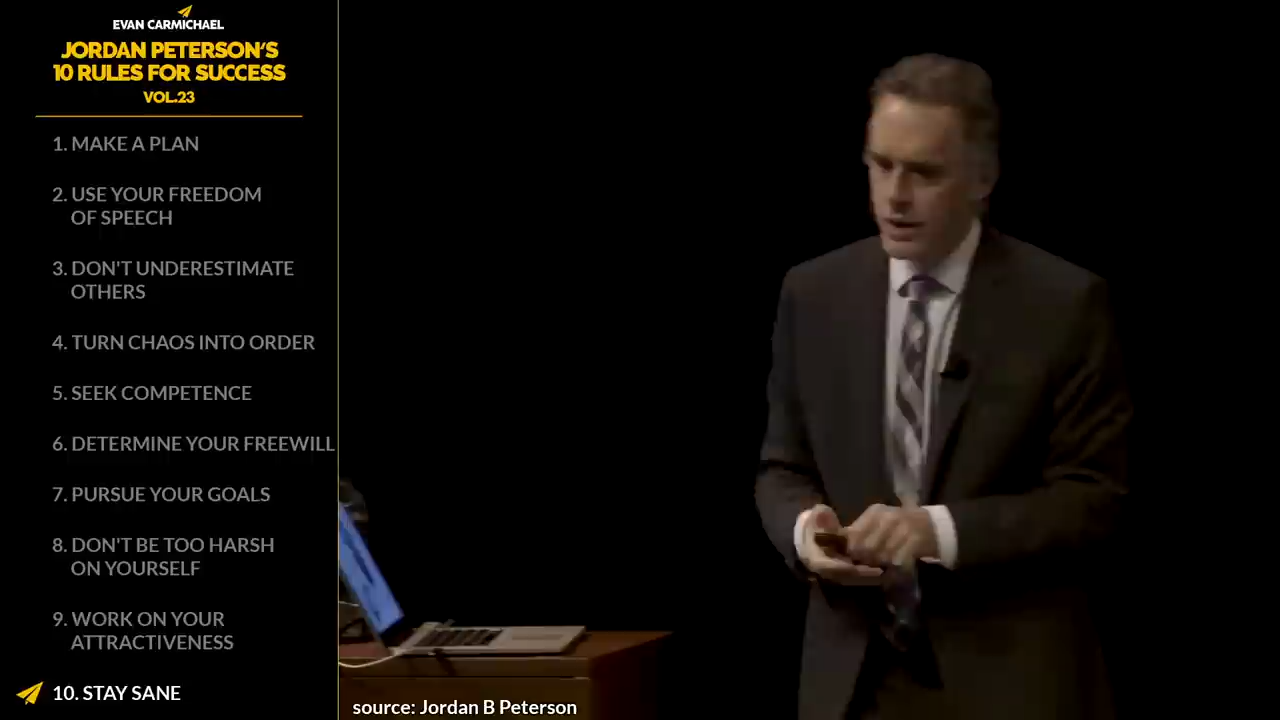 EVAN CARMICHAEL
JORDAN PETERSON'S
10 RULES FOR SUCCESS
VOL.23
1. MAKE A PLAN
2. USE YOUR FREEDOM
OF SPEECH
3. DON'T UNDERESTIMATE
OTHERS
4. TURN CHAOS INTO ORDER
5. SEEK COMPETENCE
6. DETERMINE YOUR FREEWILL
7. PURSUE YOUR GOALS
8. DON'T BE TOO HARSH
ON YOURSELF
9. WORK ON YOUR
ATTRACTIVENESS
10. STAY SANE
source: Jordan B Peterson